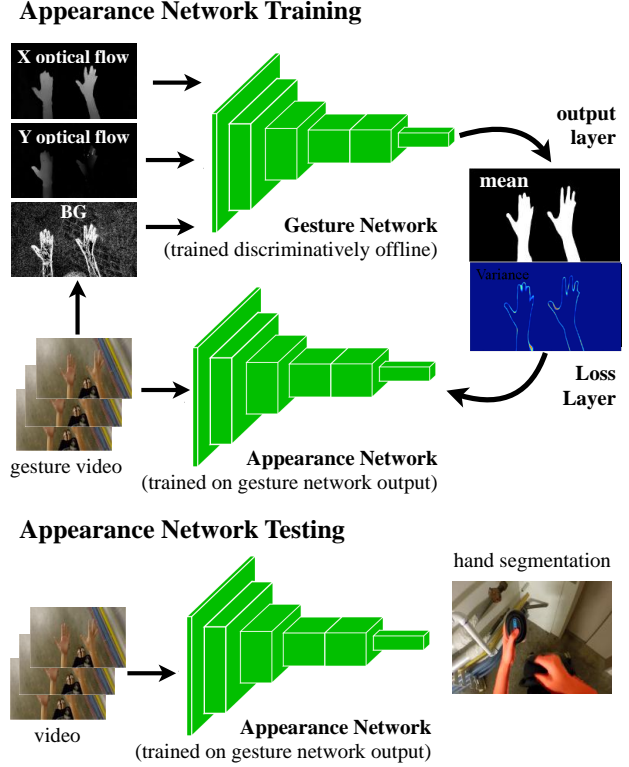 Appearance Network Training
X optical flow
Y optical flow
BG
output
layer
mean
Gesture Network
(trained discriminatively offline)
Variance
Loss
Layer
gesture video
Appearance Network
(trained on gesture network output)
Appearance Network Testing
hand segmentation
video
Appearance Network
(trained on gesture network output)